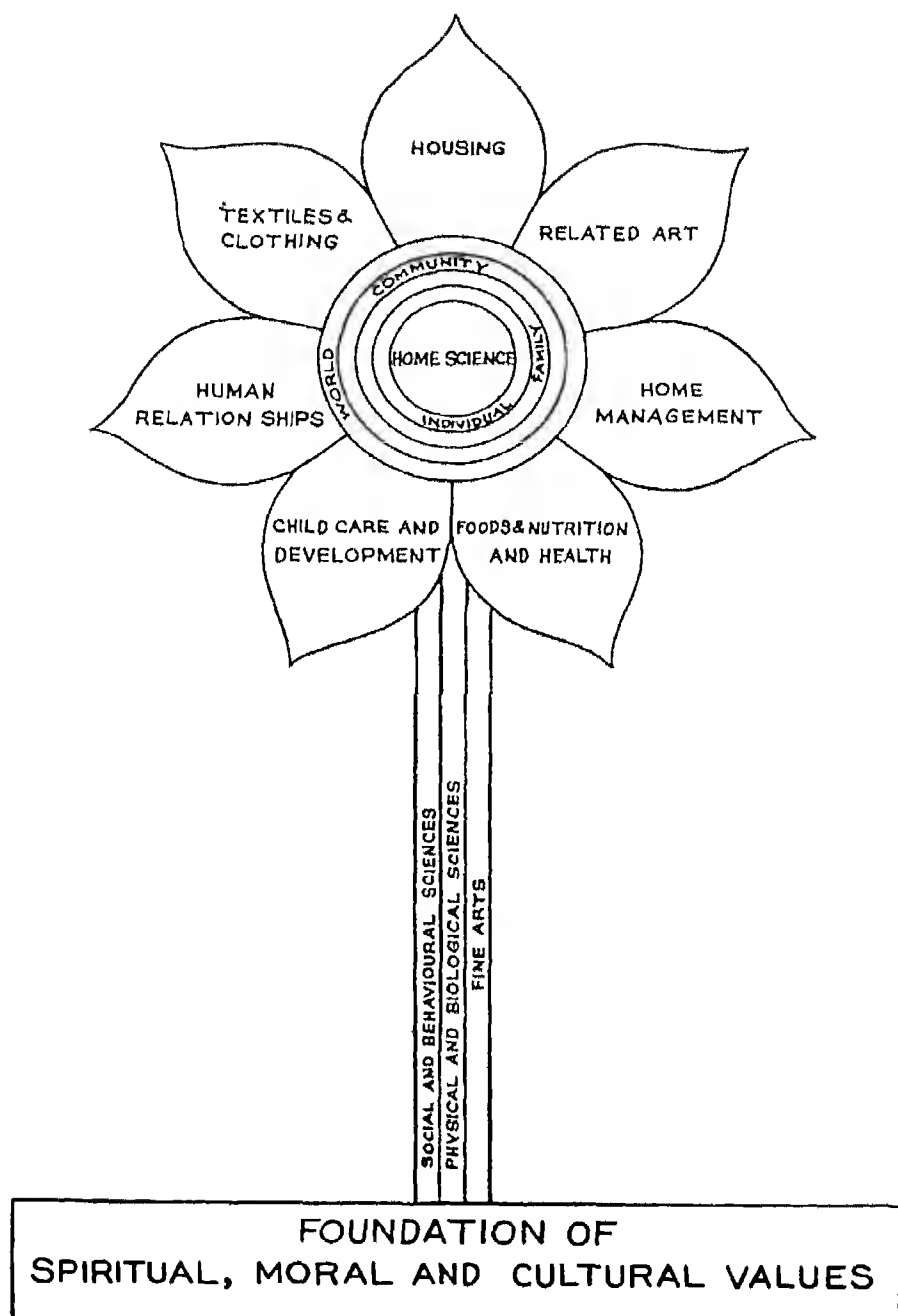 HOUSING
TEXTILES &
CLOTHING
RELATED ART
COMMUNITY
WORLD
FAMILY
HOME SCIENCE
INDIVIDUAL
HUMAN
RELATION SHIPS
HOME
MANAGEMENT
CHILD CARE AND
DEVELOPMENT
FOODS & NUTRITION
AND HEALTH
SOCIAL AND BEHAVIOURAL SCIENCES
PHYSICAL AND BIOLOGICAL SCIENCES
FINE ARTS
FOUNDATION OF
SPIRITUAL, MORAL AND CULTURAL VALUES